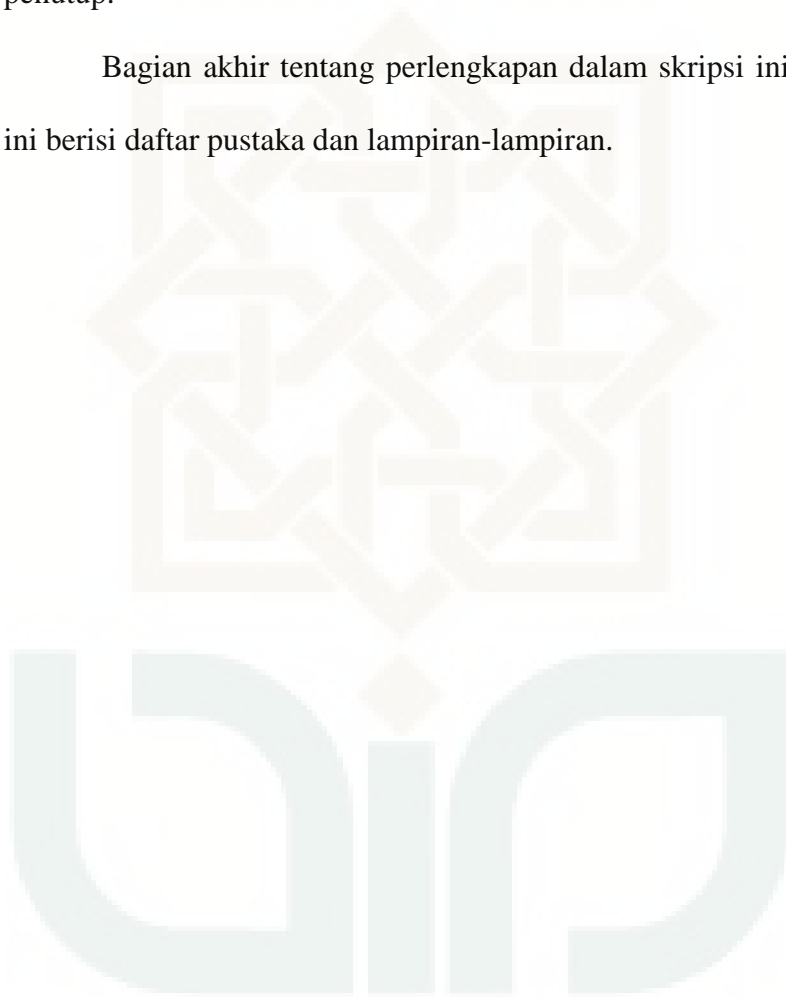 penutup.
Bagian akhir tentang perlengkapan dalam skripsi ini
ini berisi daftar pustaka dan lampiran-lampiran.